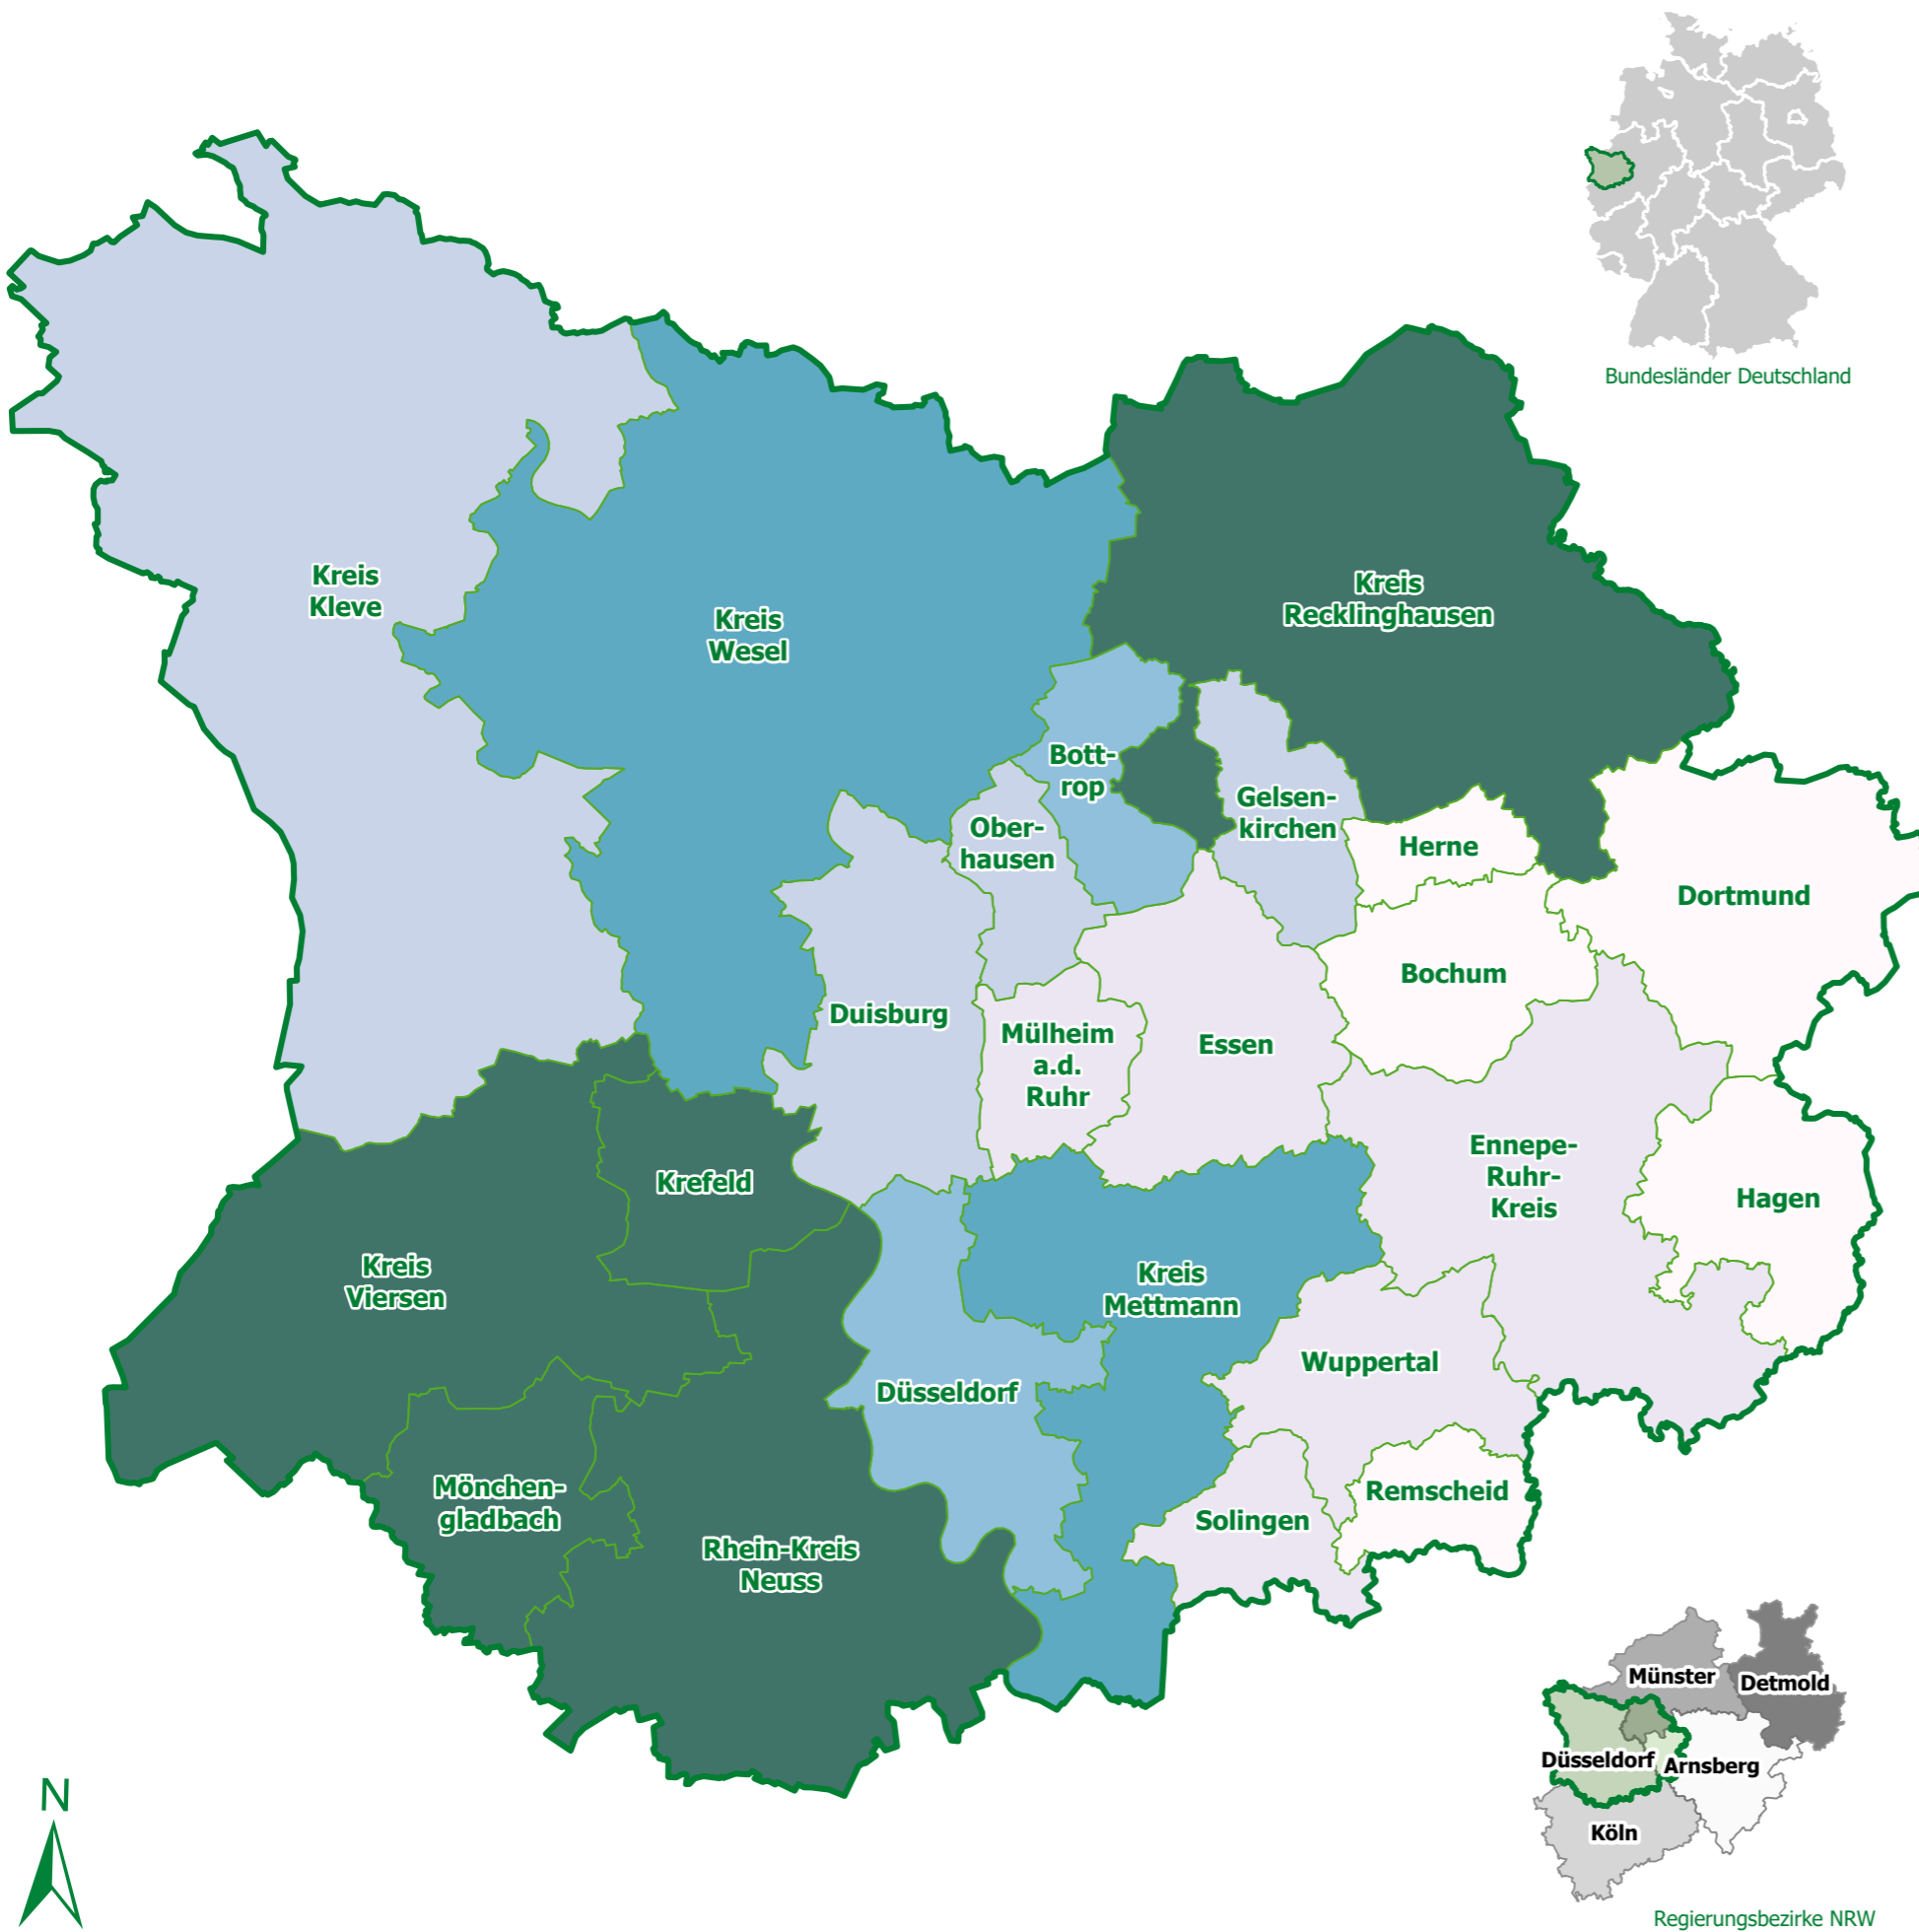 Bundesländer Deutschland
Kreis
Kleve
Kreis
Wesel
Kreis
Recklinghausen
Bott-
rop
Gelsen-
kirchen
Ober-
hausen
Herne
Dortmund
Bochum
Duisburg
Mülheim
a.d.
Ruhr
Essen
Ennepe-
Ruhr-
Kreis
Hagen
Krefeld
Kreis
Viersen
Kreis
Mettmann
Wuppertal
Düsseldorf
Mönchen-
gladbach
Remscheid
Solingen
Rhein-Kreis
Neuss
N
Münster
Detmold
Düsseldorf
Arnsberg
Köln
Regierungsbezirke NRW